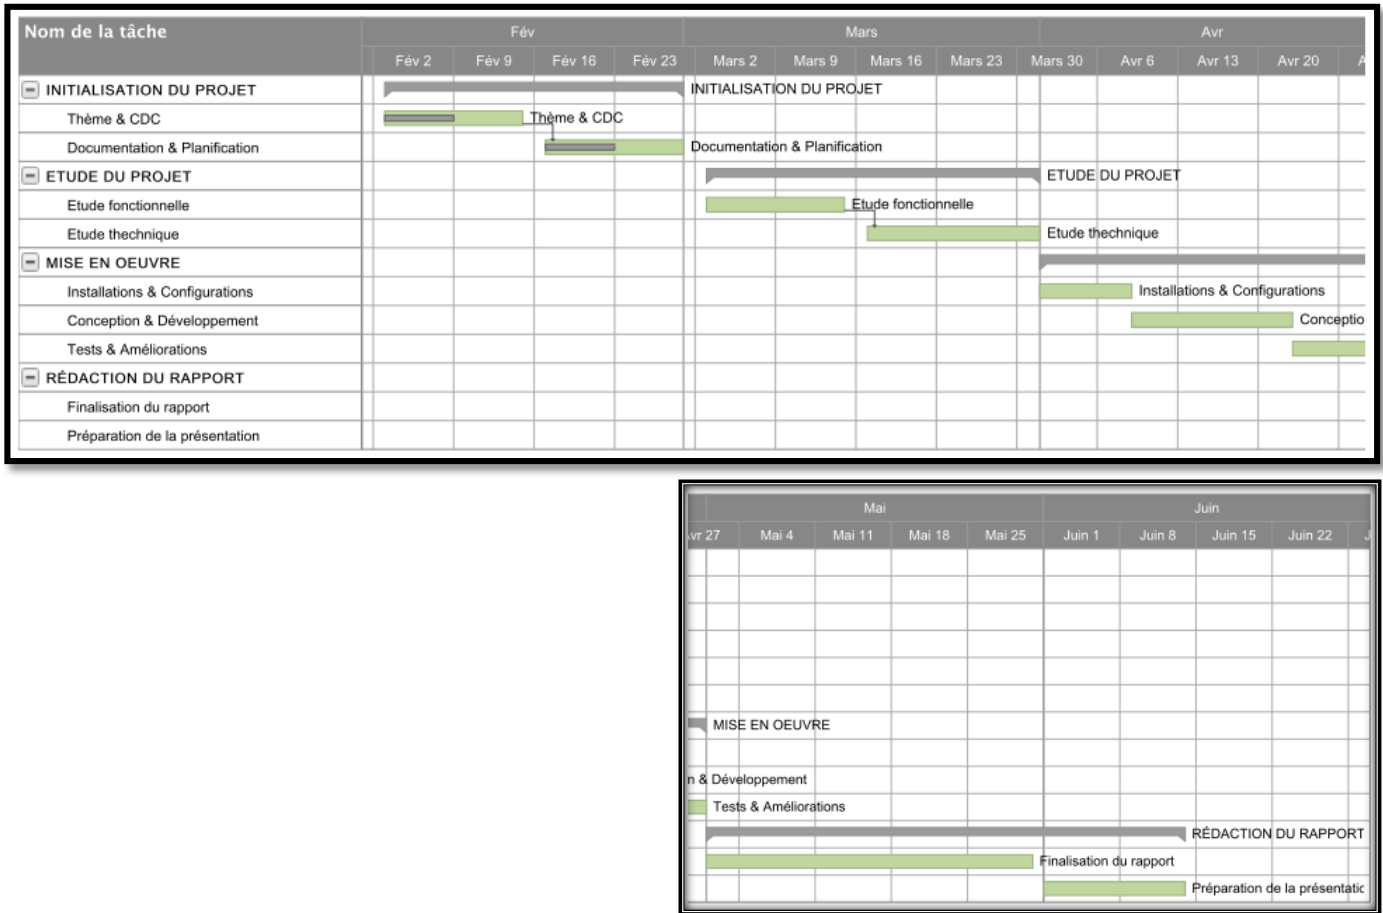 Nom de la tâche Fév Mars Avr
Fév 2 Fév 9 Fév 16 Fév 23 Mars 2 Mars 9 Mars 16 Mars 23 Mars 30 Avr 6 Avr 13 Avr 20 A
INITIALISATION DU PROJET INITIALISATION DU PROJET
Thème & CDC Thème & CDC
Documentation & Planification Documentation & Planification
ETUDE DU PROJET ETUDE DU PROJET
Etude fonctionnelle Etude fonctionnelle
Etude thechnique Etude thechnique
MISE EN OEUVRE
Installations & Configurations Installations & Configurations
Conception & Développement Conceptio
Tests & Améliorations
RÉDACTION DU RAPPORT
Finalisation du rapport
Préparation de la présentation
Mai Juin
vr 27 Mai 4 Mai 11 Mai 18 Mai 25 Juin 1 Juin 8 Juin 15 Juin 22 J
MISE EN OEUVRE
n & Développement
Tests & Améliorations
RÉDACTION DU RAPPORT
Finalisation du rapport
Préparation de la présentatic